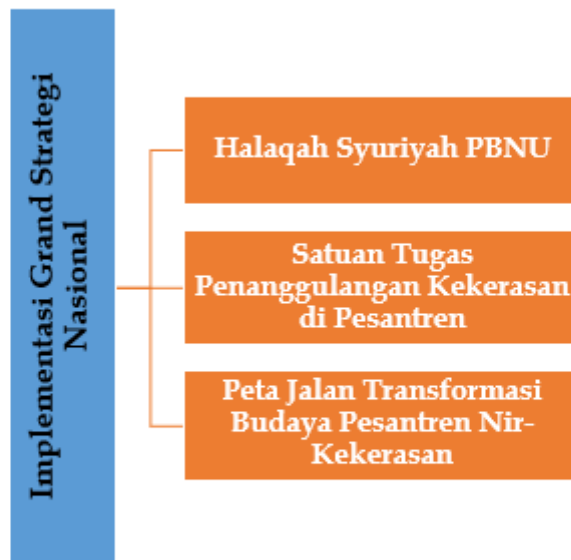 Implementasi Grand Strategi
Nasional
Halaqah Syuriyah PBNU
Satuan Tugas
Penanggulangan Kekerasan
di Pesantren
Peta Jalan Transformasi
Budaya Pesantren Nir-
Kekerasan